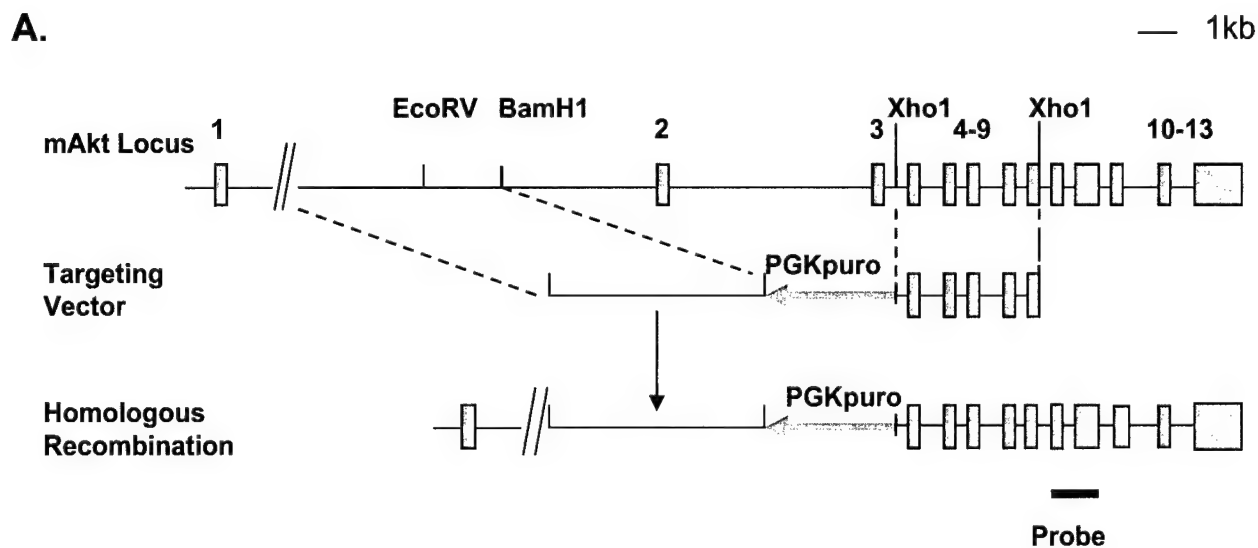 A.
1kb
EcoRV BamH1 Xho1 Xho1
mAkt Locus 1 2 3 4-9 10-13
Targeting
Vector
PGKpuro
Homologous
Recombination
PGKpuro
Probe